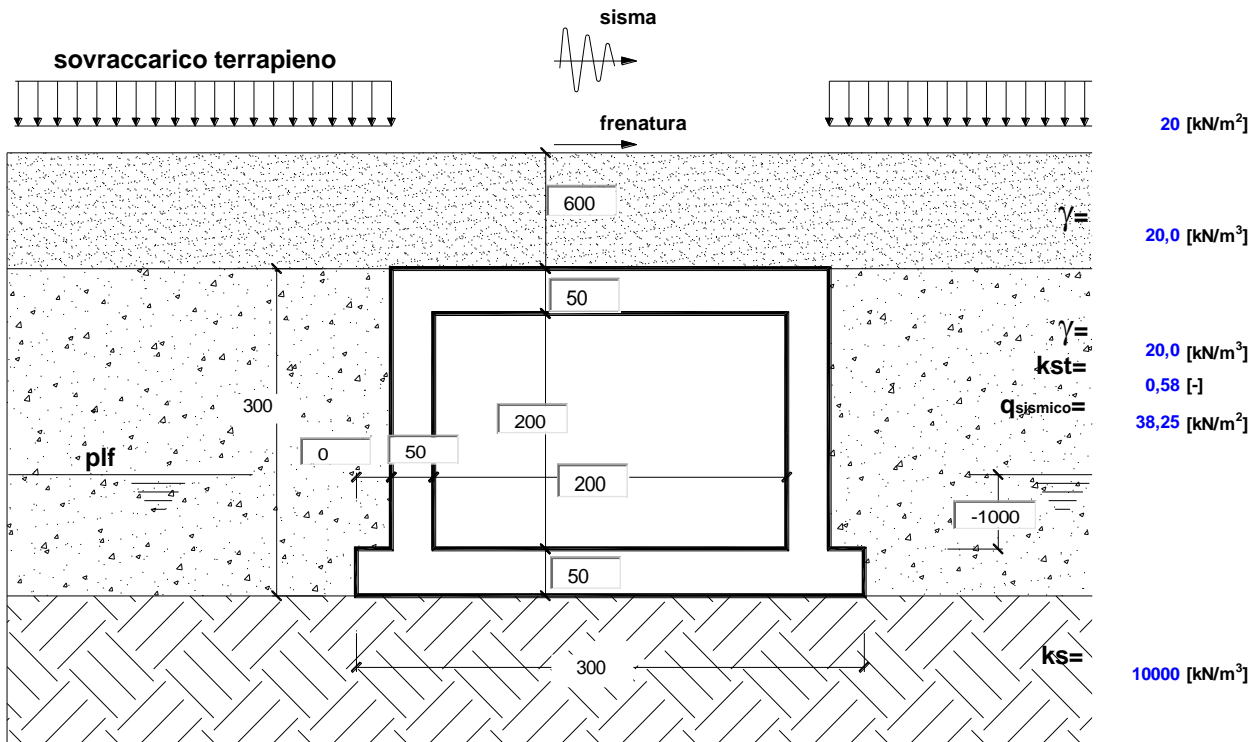 sisma
sovraccarico terrapieno
frenatura
20 [kN/m²]
600
γ=
20,0 [kN/m³]
50
γ=
20,0 [kN/m³]
kst=
0,58 [-]
300
200
qsismico=
38,25 [kN/m²]
0
50
plf
200
-1000
50
300
ks=
10000 [kN/m³]